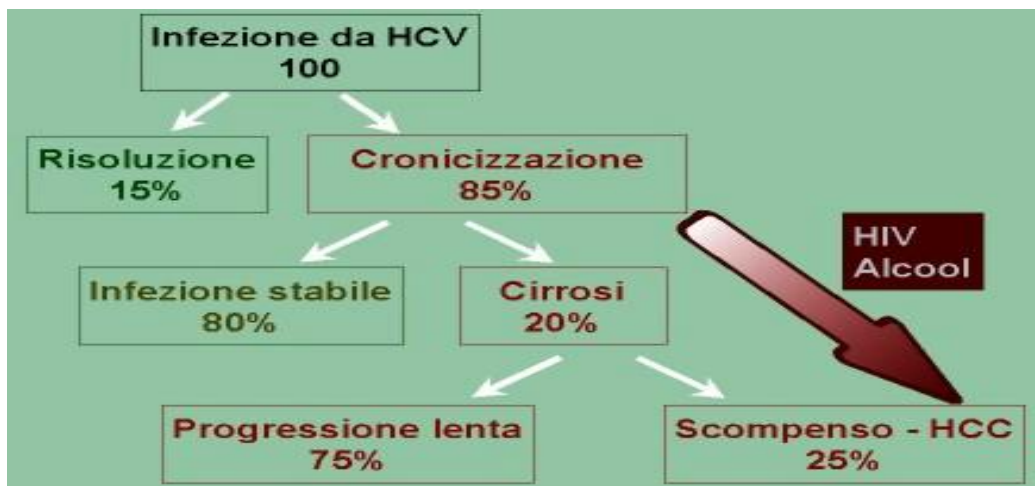 Infezione da HCV
100
Risoluzione
15%
Cronicizzazione
85%
HIV
Alcool
Infezione stabile
80%
Cirrosi
20%
Progressione lenta
75%
Scompenso - HCC
25%